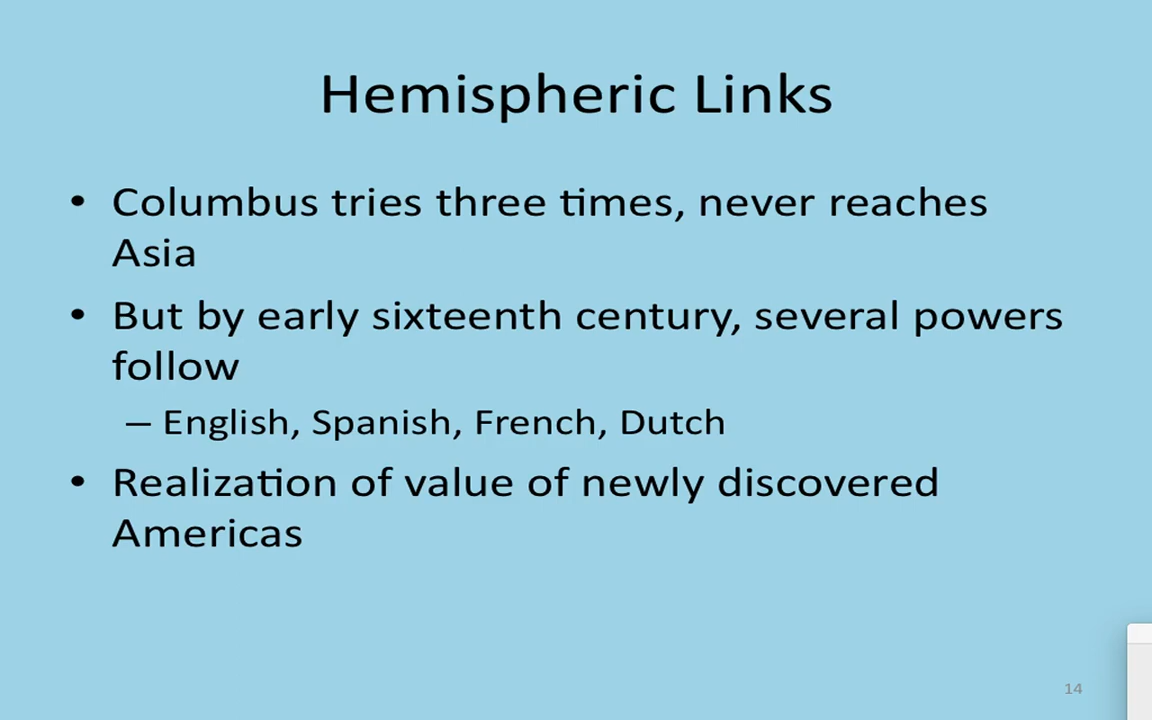 Hemispheric Links
• Columbus tries three times, never reaches
Asia
• But by early sixteenth century, several powers
follow
– English, Spanish, French, Dutch
• Realization of value of newly discovered
Americas
14